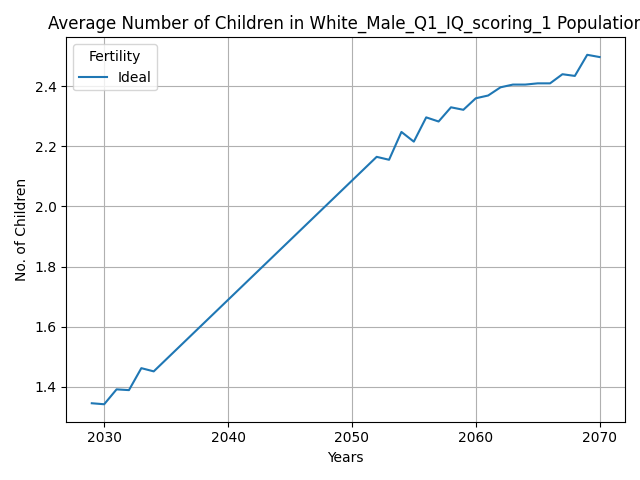 Average Number of Children in White_Male_Q1_IQ_scoring_1 Population
Fertility
Ideal
No. of Children
2.4
2.2
2.0
1.8
1.6
1.4
2030 2040 2050 2060 2070
Years